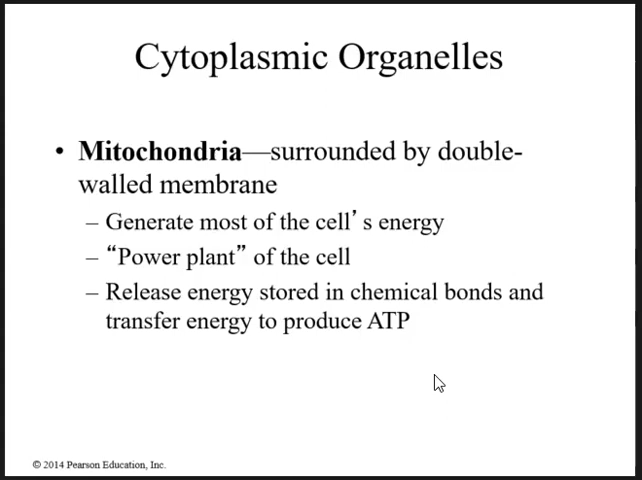 Cytoplasmic Organelles
• Mitochondria—surrounded by double-
walled membrane
– Generate most of the cell’s energy
– “Power plant” of the cell
– Release energy stored in chemical bonds and
transfer energy to produce ATP
© 2014 Pearson Education, Inc.